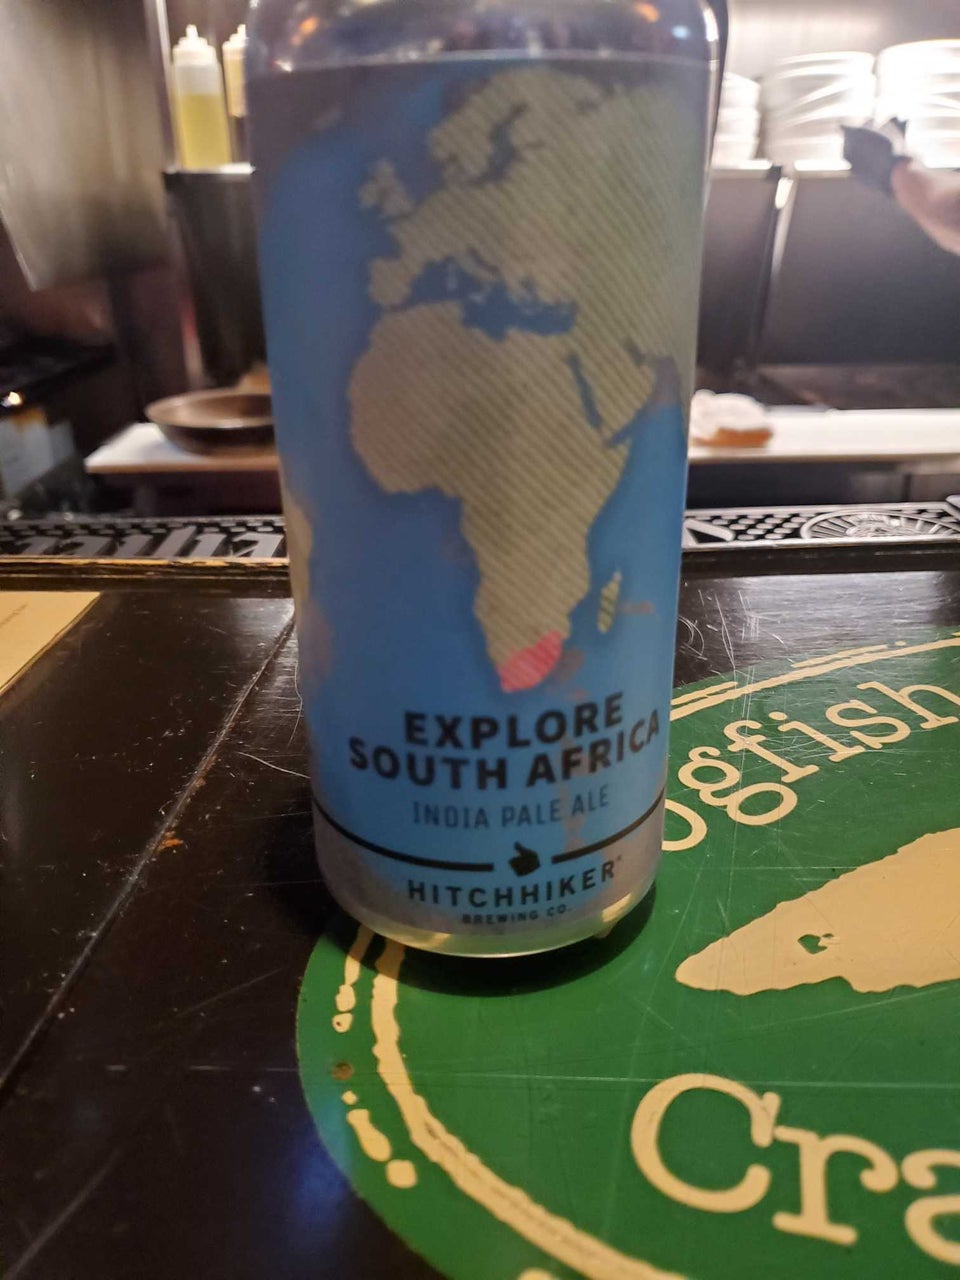 EXPLORE
SOUTH AFRICA
INDIA PALE ALE
HITCHHIKER
BREWING CO.
ogfish
Cra